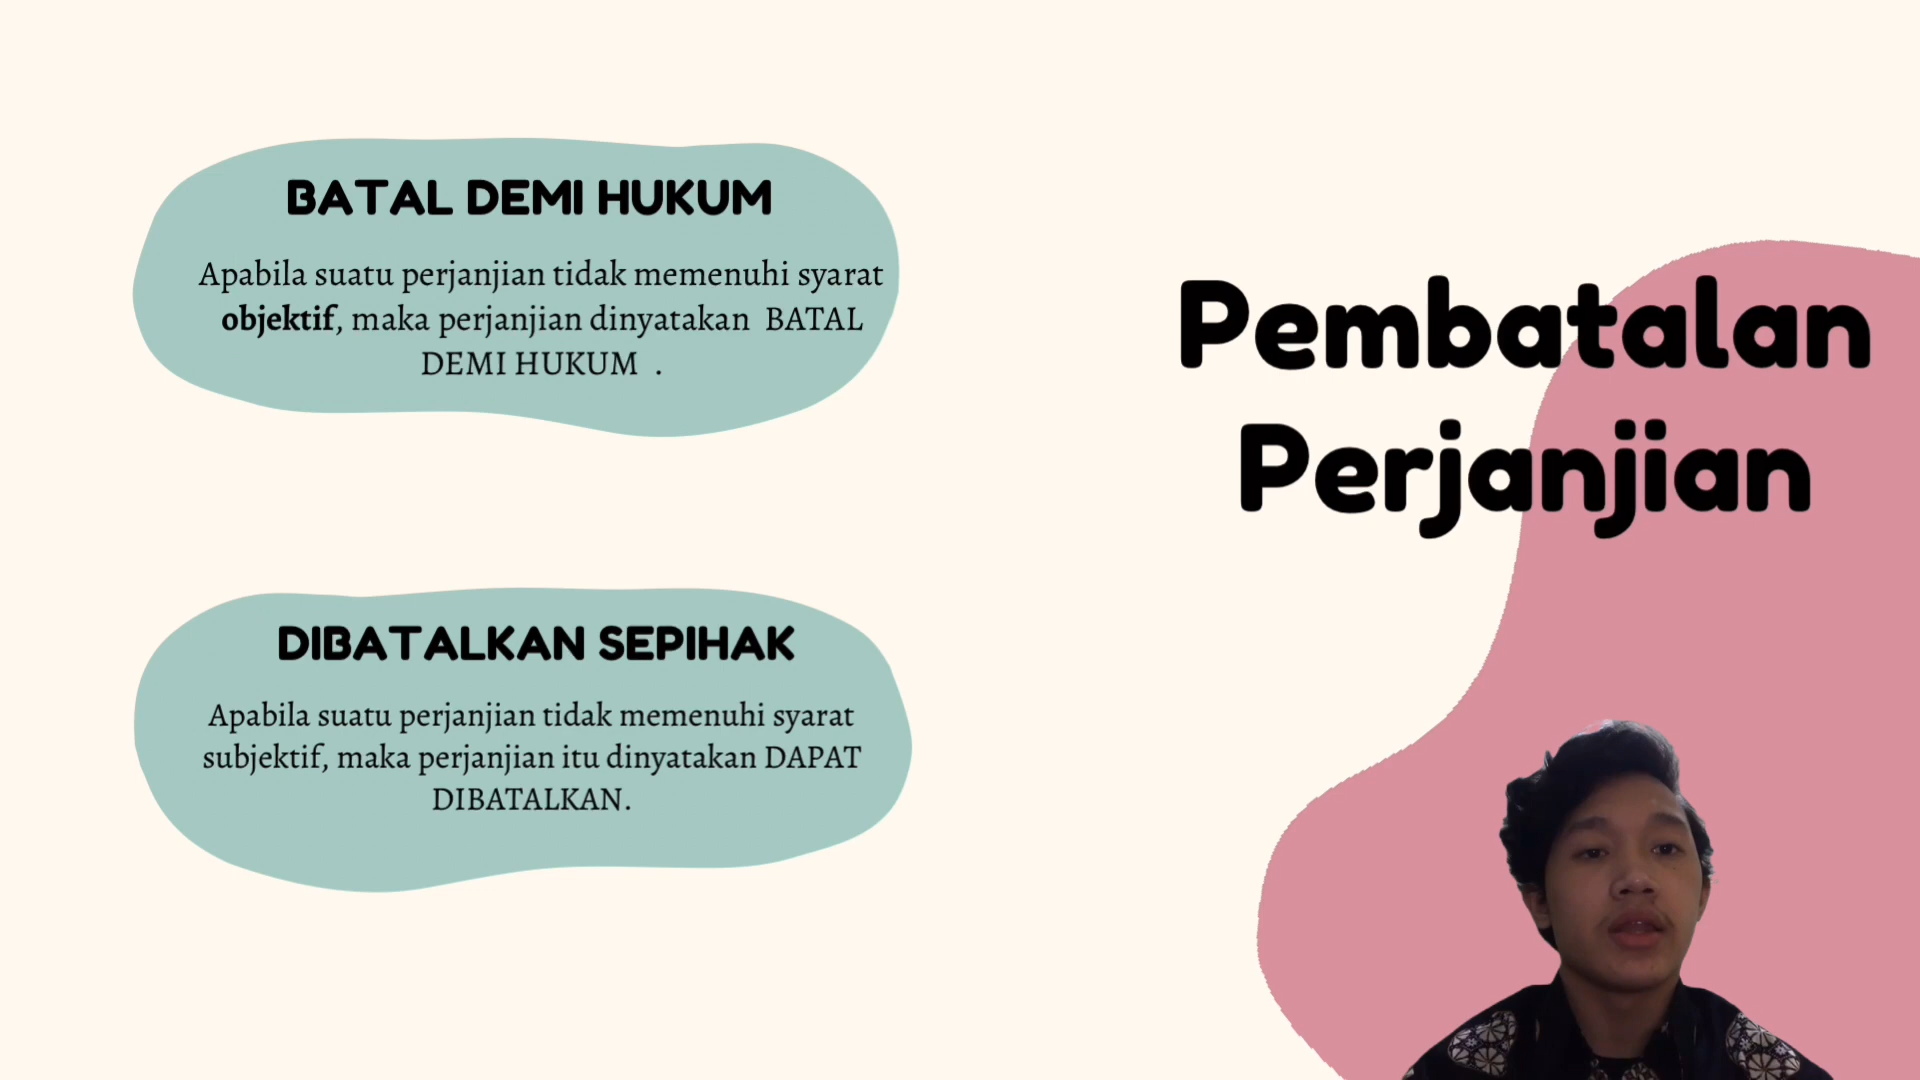 BATAL DEMI HUKUM
Apabila suatu perjanjian tidak memenuhi syarat
objektif, maka perjanjian dinyatakan BATAL
DEMI HUKUM .
Pembatalan
Perjanjian
DIBATALKAN SEPIHAK
Apabila suatu perjanjian tidak memenuhi syarat
subjektif, maka perjanjian itu dinyatakan DAPAT
DIBATALKAN.